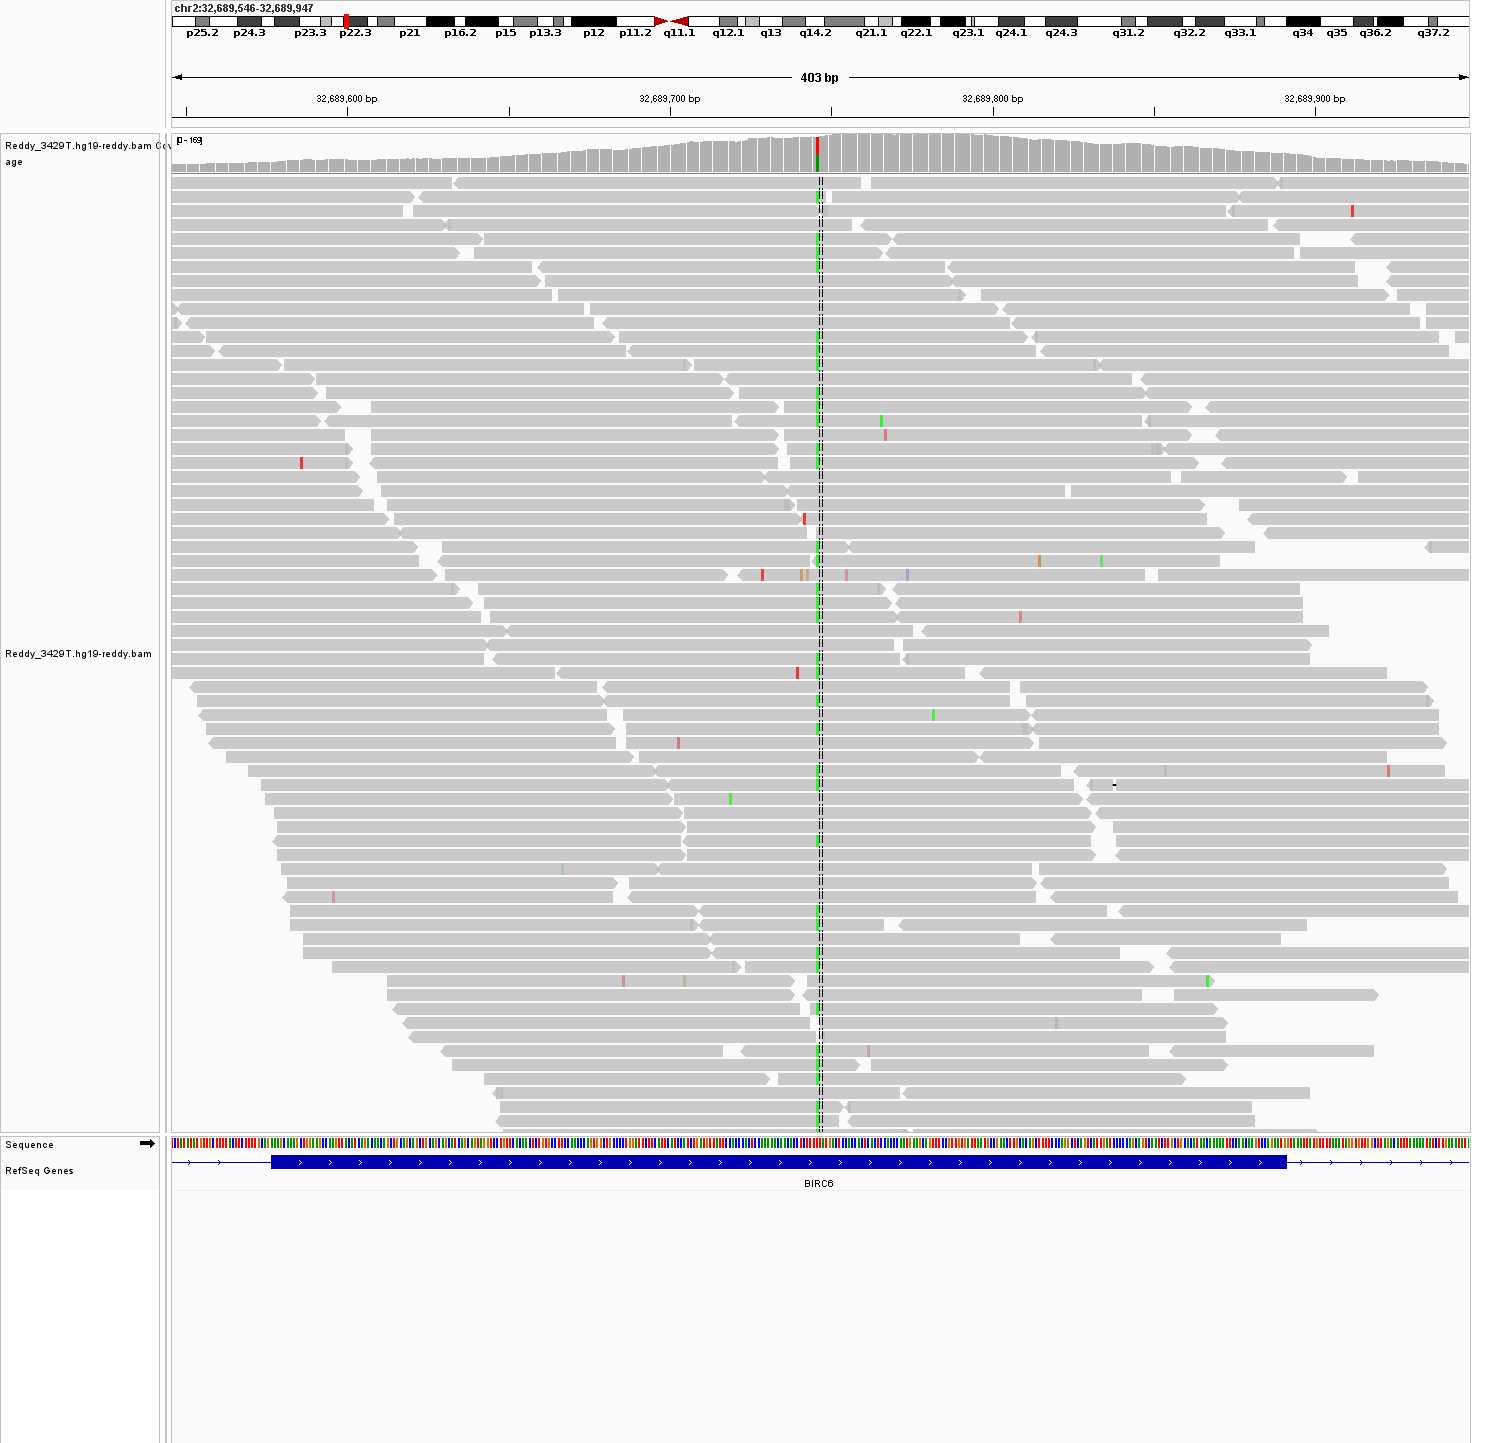 chr2:32,689,546-32,689,947
p25.2 p24.3 p23.3 p22.3 p21 p16.2 p15 p13.3 p12 p11.2 q11.1 q12.1 q13 q14.2 q21.1 q22.1 q23.1 q24.1 q24.3 q31.2 q32.2 q33.1 q34 q35 q36.2 q37.2
403 bp
32,689,600 bp 32,689,700 bp 32,689,800 bp 32,689,900 bp
Reddy_3429T.hg19-reddy.bam Cov
age
[0 - 169]
Reddy_3429T.hg19-reddy.bam
Sequence
RefSeq Genes
BIRC6